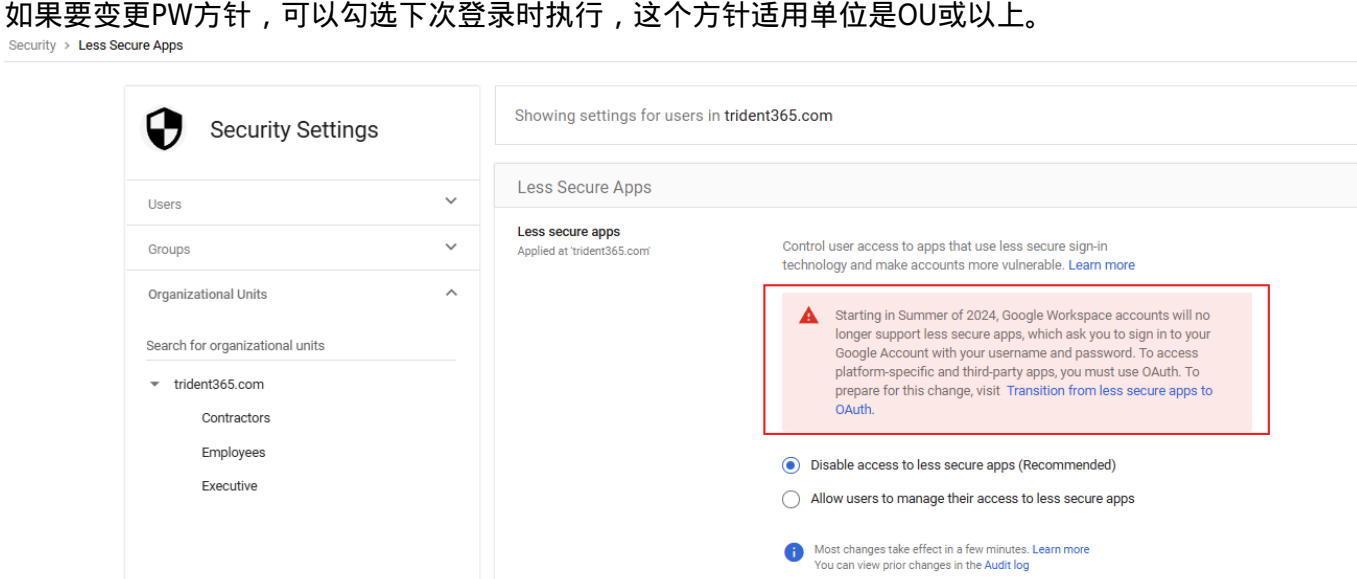 如果要变更PW方针，可以勾选下次登录时执行，这个方针适用单位是OU或以上。
Security > Less Secure Apps
Security Settings
Users
Groups
Organizational Units
Search for organizational units
trident365.com
Contractors
Employees
Executive
Showing settings for users in trident365.com
Less Secure Apps
Less secure apps
Applied at 'trident365.com'
Control user access to apps that use less secure sign-in
technology and make accounts more vulnerable. Learn more
Starting in Summer of 2024, Google Workspace accounts will no
longer support less secure apps, which ask you to sign in to your
Google Account with your username and password. To access
platform-specific and third-party apps, you must use OAuth. To
prepare for this change, visit Transition from less secure apps to
OAuth.
Disable access to less secure apps (Recommended)
Allow users to manage their access to less secure apps
Most changes take effect in a few minutes. Learn more
You can view prior changes in the Audit log